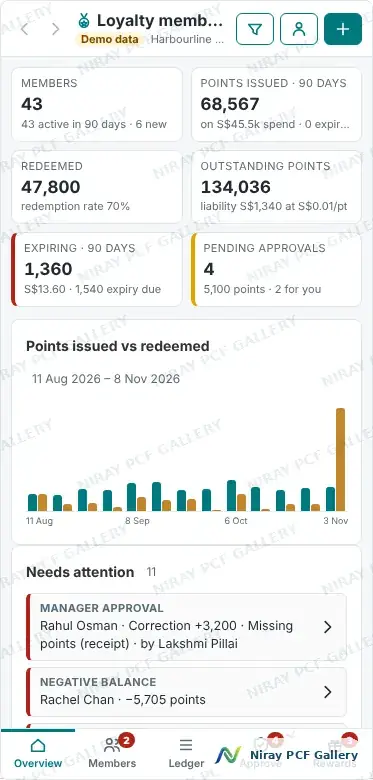 Loyalty memb...
Demo data Harbourline ...
MEMBERS
43
43 active in 90 days · 6 new
POINTS ISSUED · 90 DAYS
68,567
on S$45.5k spend · 0 expir...
REDEEMED
47,800
redemption rate 70%
OUTSTANDING POINTS
134,036
liability S$1,340 at S$0.01/pt
EXPIRING · 90 DAYS
1,360
S$13.60 · 1,540 expiry due
PENDING APPROVALS
4
5,100 points · 2 for you
Points issued vs redeemed
11 Aug 2026 – 8 Nov 2026
11 Aug 8 Sep 6 Oct 3 Nov
Needs attention 11
MANAGER APPROVAL
Rahul Osman · Correction +3,200 · Missing
points (receipt) · by Lakshmi Pillai
NEGATIVE BALANCE
Rachel Chan · −5,705 points
2
Overview Members Ledger Approve Rewards
Niray PCF Gallery
NIRAY PCF GALLERY